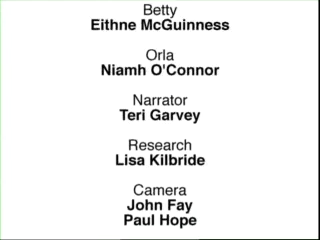 Betty
Eithne McGuinness
Orla
Niamh O'Connor
Narrator
Teri Garvey
Research
Lisa Kilbride
Camera
John Fay
Paul Hope